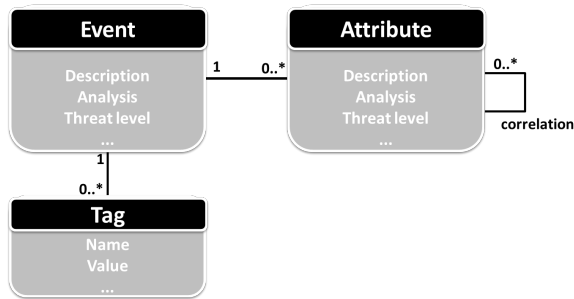 Event
Description
Analysis
Threat level
...
1
0..*
Attribute
Description
Analysis
Threat level
...
0..*
correlation
1
0..*
Tag
Name
Value
...